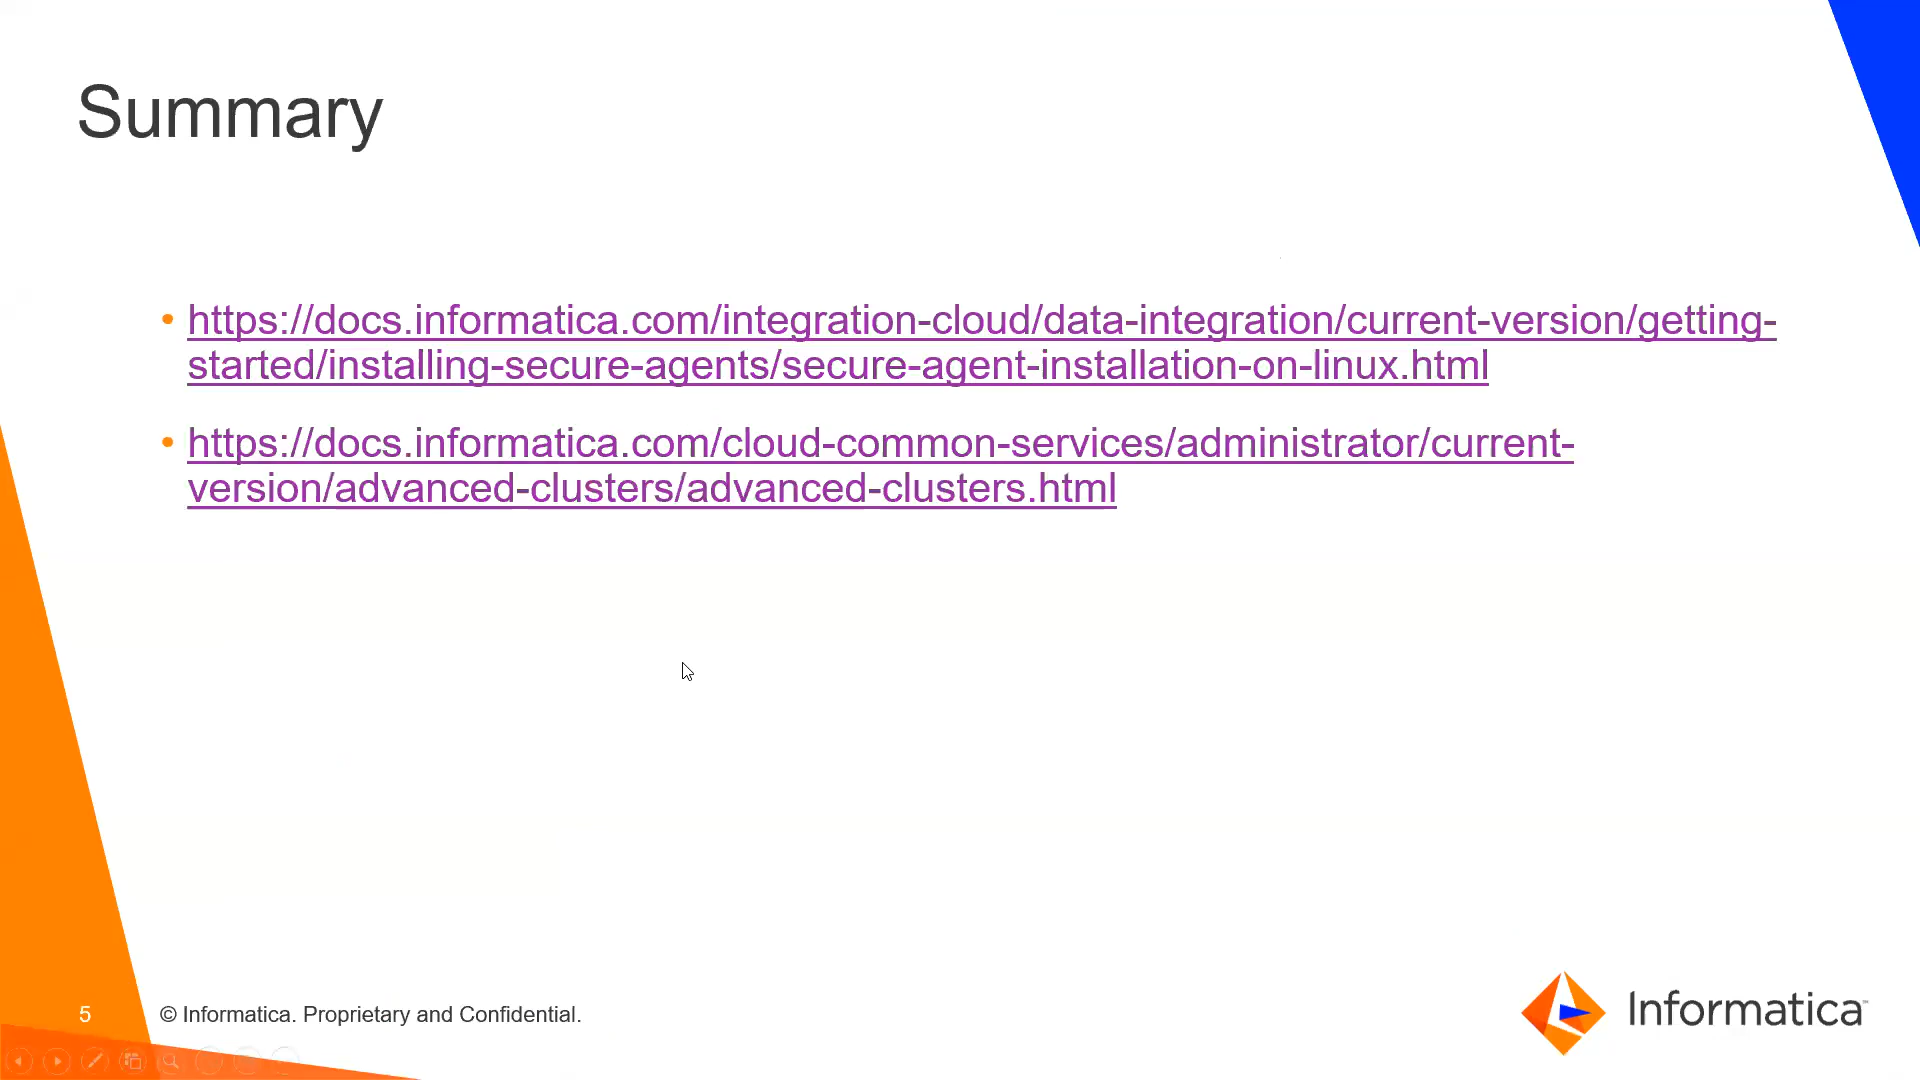 Summary
• https://docs.informatica.com/integration-cloud/data-integration/current-version/getting-
started/installing-secure-agents/secure-agent-installation-on-linux.html
• https://docs.informatica.com/cloud-common-services/administrator/current-
version/advanced-clusters/advanced-clusters.html
5
© Informatica. Proprietary and Confidential.
Informatica™